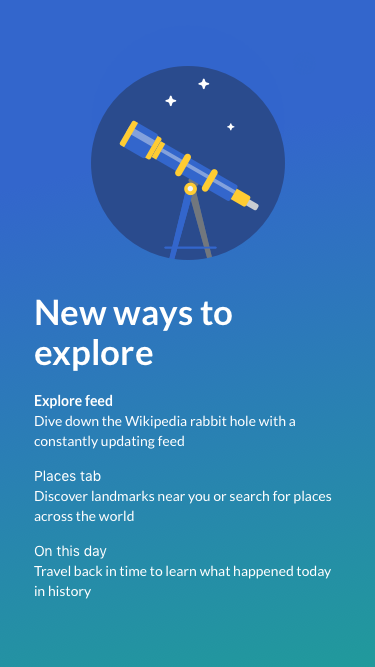 New ways to
explore
Explore feed
Dive down the Wikipedia rabbit hole with a
constantly updating feed
Places tab
Discover landmarks near you or search for places
across the world
On this day
Travel back in time to learn what happened today
in history